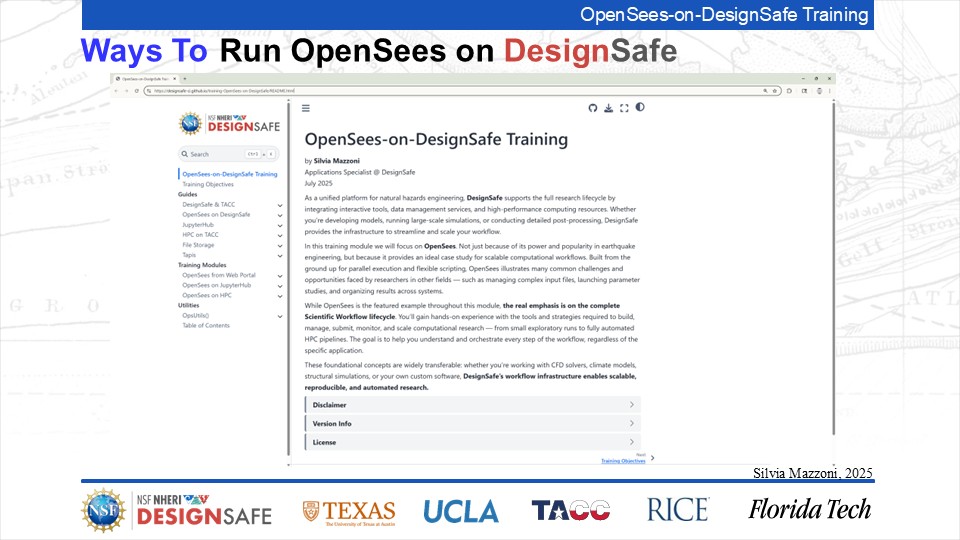 OpenSees-on-DesignSafe Training
Ways To Run OpenSees on DesignSafe
OpenSees-on-DesignSafe Trai
https://designsafe-ci.github.io/training-OpenSees-on-DesignSafe/README.html
NSF NHERI
DESIGNSAFE
Search
Ctrl + K
OpenSees-on-DesignSafe Training
Training Objectives
Guides
DesignSafe & TACC
OpenSees on DesignSafe
JupyterHub
HPC on TACC
File Storage
Tapis
Training Modules
OpenSees from Web Portal
OpenSees on JupyterHub
OpenSees on HPC
Utilities
OpsUtils()
Table of Contents
OpenSees-on-DesignSafe Training
by Silvia Mazzoni
Applications Specialist @ DesignSafe
July 2025
As a unified platform for natural hazards engineering, DesignSafe supports the full research lifecycle by
integrating interactive tools, data management services, and high-performance computing resources. Whether
you're developing models, running large-scale simulations, or conducting detailed post-processing, DesignSafe
provides the infrastructure to streamline and scale your workflow.
In this training module we will focus on OpenSees. Not just because of its power and popularity in earthquake
engineering, but because it provides an ideal case study for scalable computational workflows. Built from the
ground up for parallel execution and flexible scripting, OpenSees illustrates many common challenges and
opportunities faced by researchers in other fields — such as managing complex input files, launching parameter
studies, and organizing results across systems.
While OpenSees is the featured example throughout this module, the real emphasis is on the complete
Scientific Workflow lifecycle. You'll gain hands-on experience with the tools and strategies required to build,
manage, submit, monitor, and scale computational research — from small exploratory runs to fully automated
HPC pipelines. The goal is to help you understand and orchestrate every step of the workflow, regardless of the
specific application.
These foundational concepts are widely transferable: whether you're working with CFD solvers, climate models,
structural simulations, or your own custom software, DesignSafe's workflow infrastructure enables scalable,
reproducible, and automated research.
Disclaimer
Version Info
License
Next
Training Objectives
Silvia Mazzoni, 2025
NSF
NSF NHERI
DESIGNSAFE
TEXAS
The University of Texas at Austin
UCLA
TACC
RICE
Florida Tech